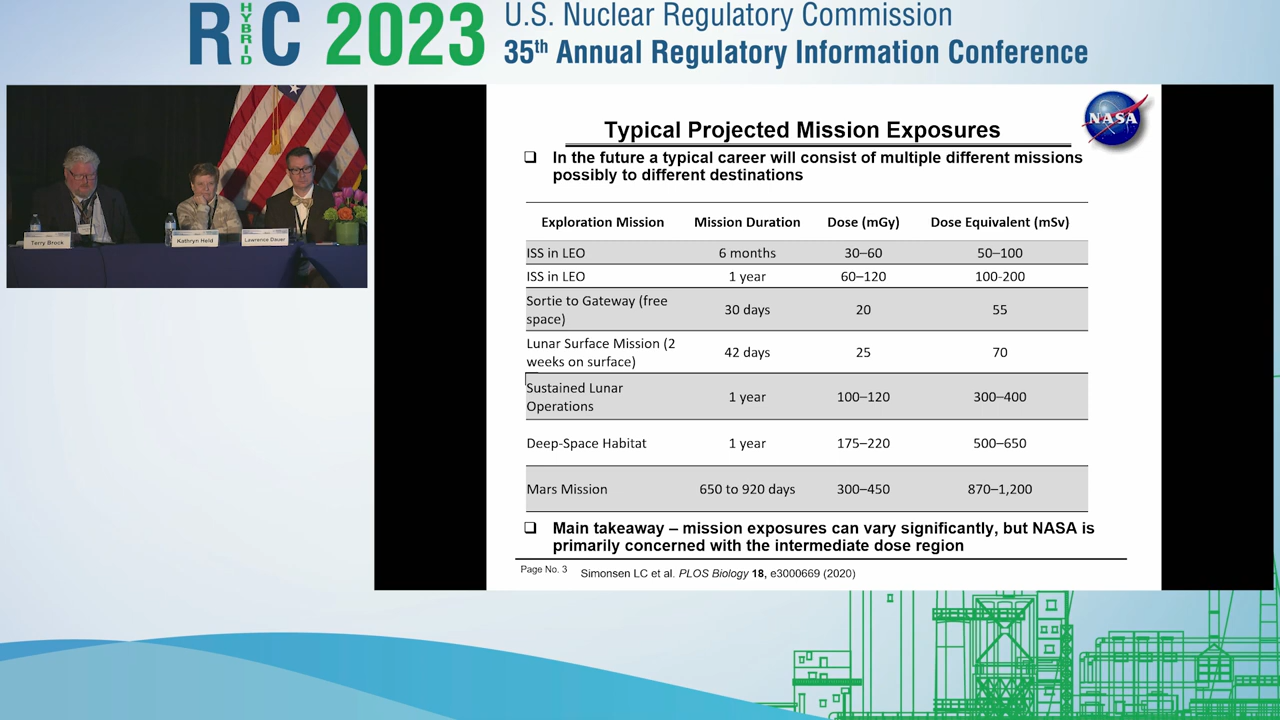 RIC 2023
HYBRID
U.S. Nuclear Regulatory Commission
35th Annual Regulatory Information Conference
Terry Brock
Kathryn Held
Lawrence Dauer
NASA
Typical Projected Mission Exposures
❑ In the future a typical career will consist of multiple different missions
possibly to different destinations
Exploration Mission Mission Duration Dose (mGy) Dose Equivalent (mSv)
ISS in LEO 6 months 30–60 50–100
ISS in LEO 1 year 60–120 100-200
Sortie to Gateway (free
space) 30 days 20 55
Lunar Surface Mission (2
weeks on surface) 42 days 25 70
Sustained Lunar
Operations 1 year 100–120 300–400
Deep-Space Habitat 1 year 175–220 500–650
Mars Mission 650 to 920 days 300–450 870–1,200
❑ Main takeaway – mission exposures can vary significantly, but NASA is
primarily concerned with the intermediate dose region
Page No. 3 Simonsen LC et al. PLOS Biology 18, e3000669 (2020)